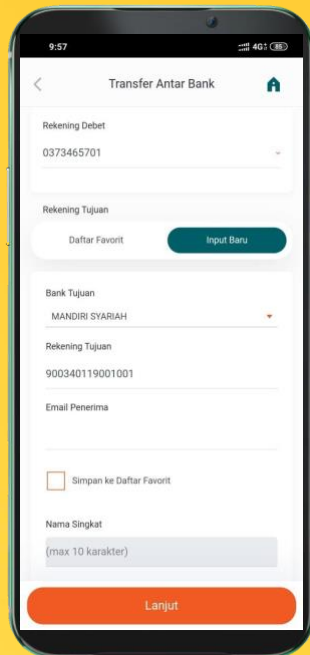 9:57
4G 85
Transfer Antar Bank
Rekening Debet
0373465701
Rekening Tujuan
Daftar Favorit
Input Baru
Bank Tujuan
MANDIRI SYARIAH
Rekening Tujuan
900340119001001
Email Penerima
Simpan ke Daftar Favorit
Nama Singkat
(max 10 karakter)
Lanjut